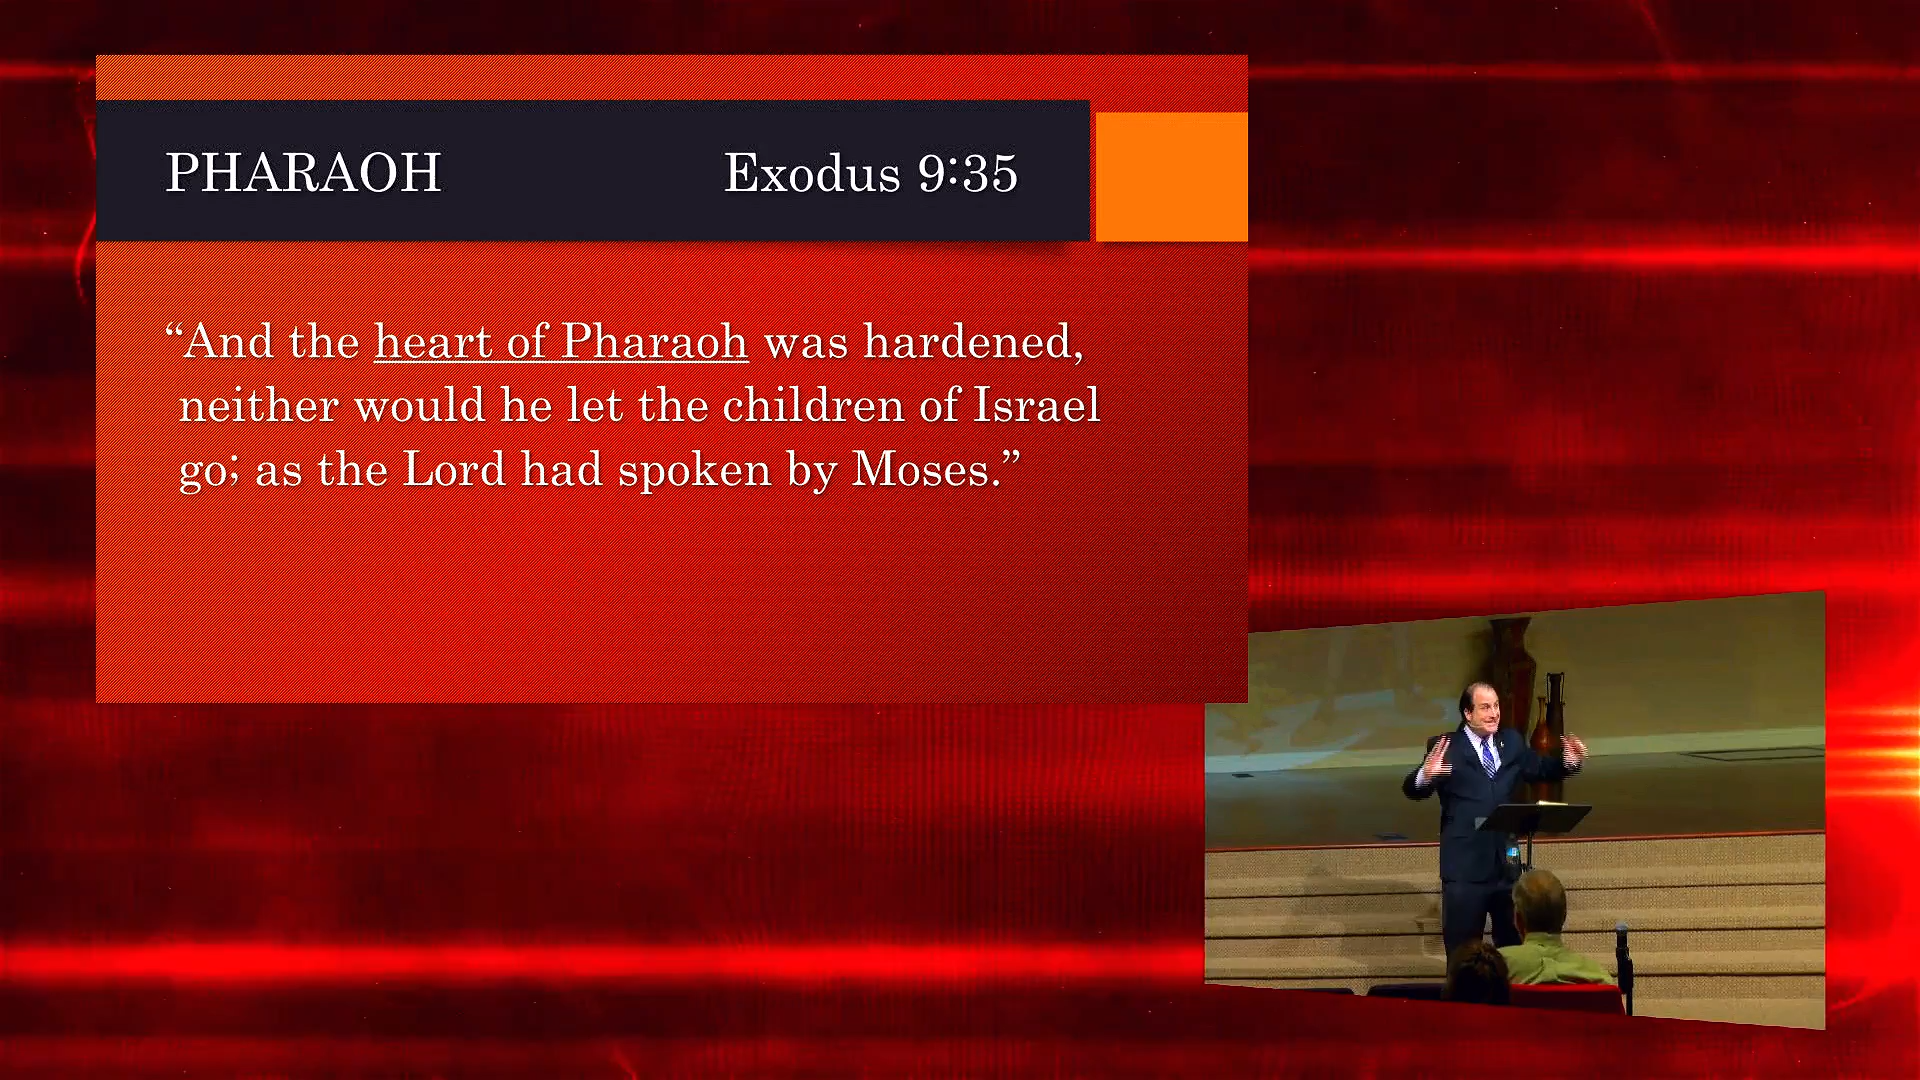 PHARAOH Exodus 9:35
“And the heart of Pharaoh was hardened,
neither would he let the children of Israel
go; as the Lord had spoken by Moses.”